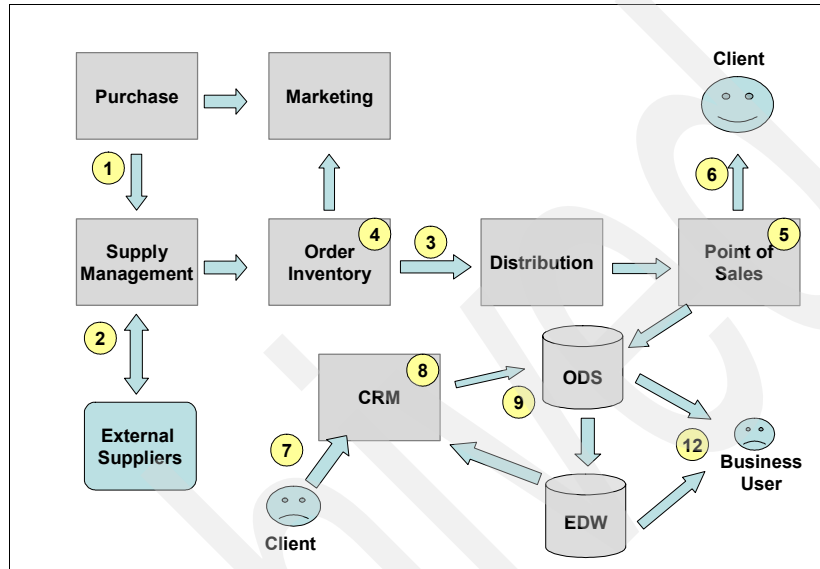 Client
Purchase
Marketing
1
6
4
5
3
Supply
Management
Order
Inventory
Distribution
Point of
Sales
2
8
ODS
CRM
9
External
Suppliers
7
12
Business
User
EDW
Client